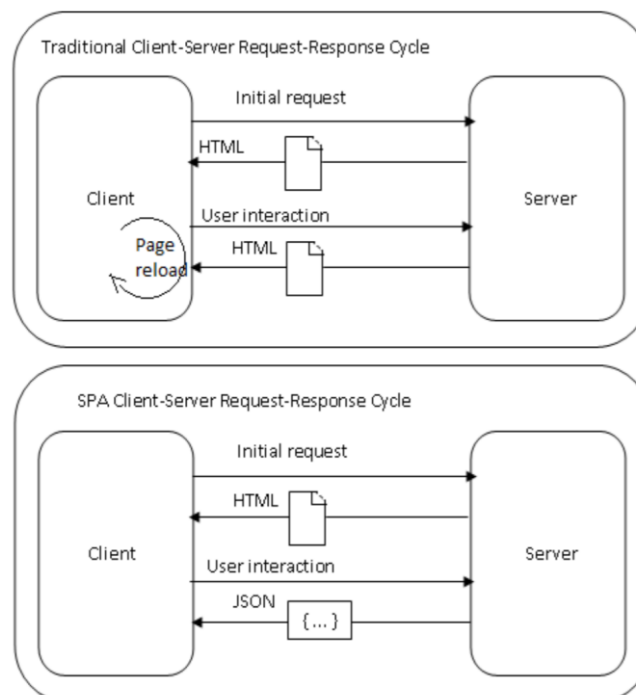 Traditional Client-Server Request-Response Cycle
Initial request
HTML
Client
Server
User interaction
Page
reload
HTML
SPA Client-Server Request-Response Cycle
Initial request
HTML
Client
Server
User interaction
JSON
{ ... }